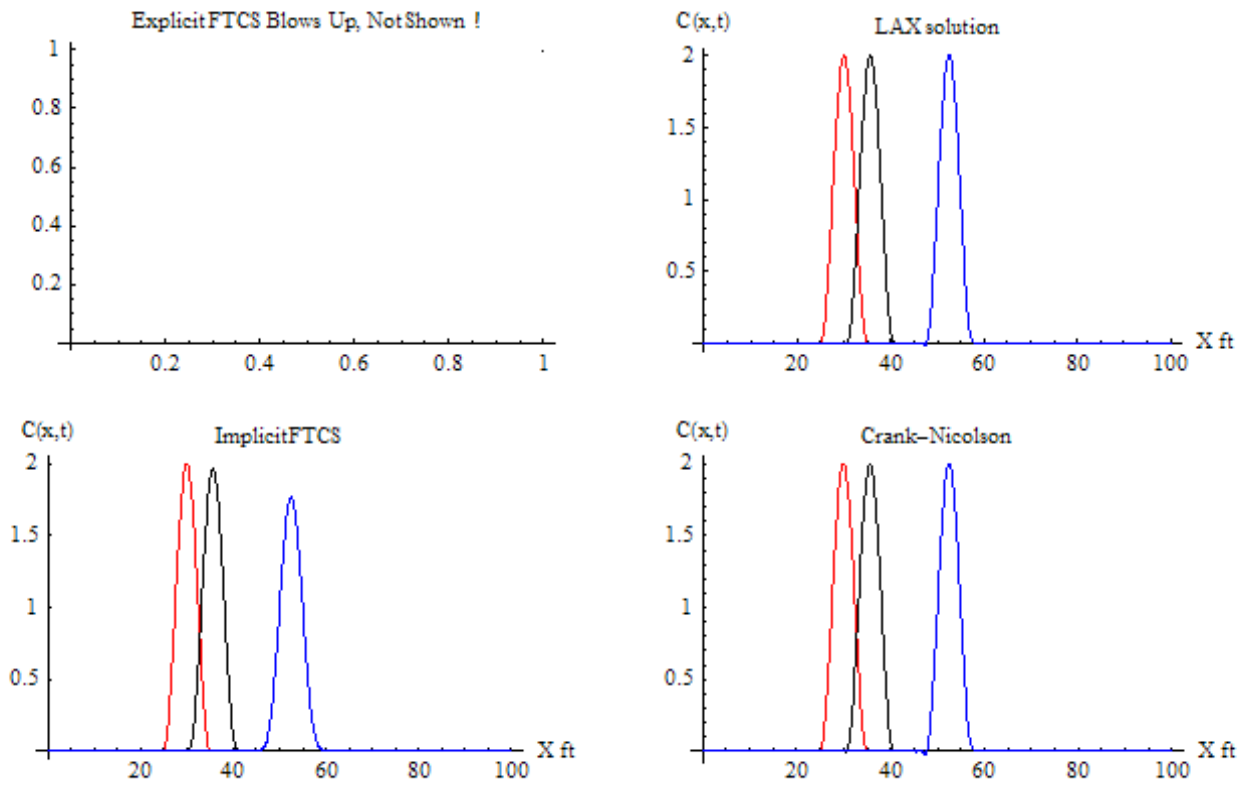 Explicit FTCS Blows Up, Not Shown !
1
0.8
0.6
0.4
0.2
0.2 0.4 0.6 0.8 1
C(x,t)
LAX solution
2
1.5
1
0.5
20 40 60 80 100
X ft
C(x,t)
Implicit FTCS
2
1.5
1
0.5
20 40 60 80 100
X ft
C(x,t)
Crank–Nicolson
2
1.5
1
0.5
20 40 60 80 100
X ft